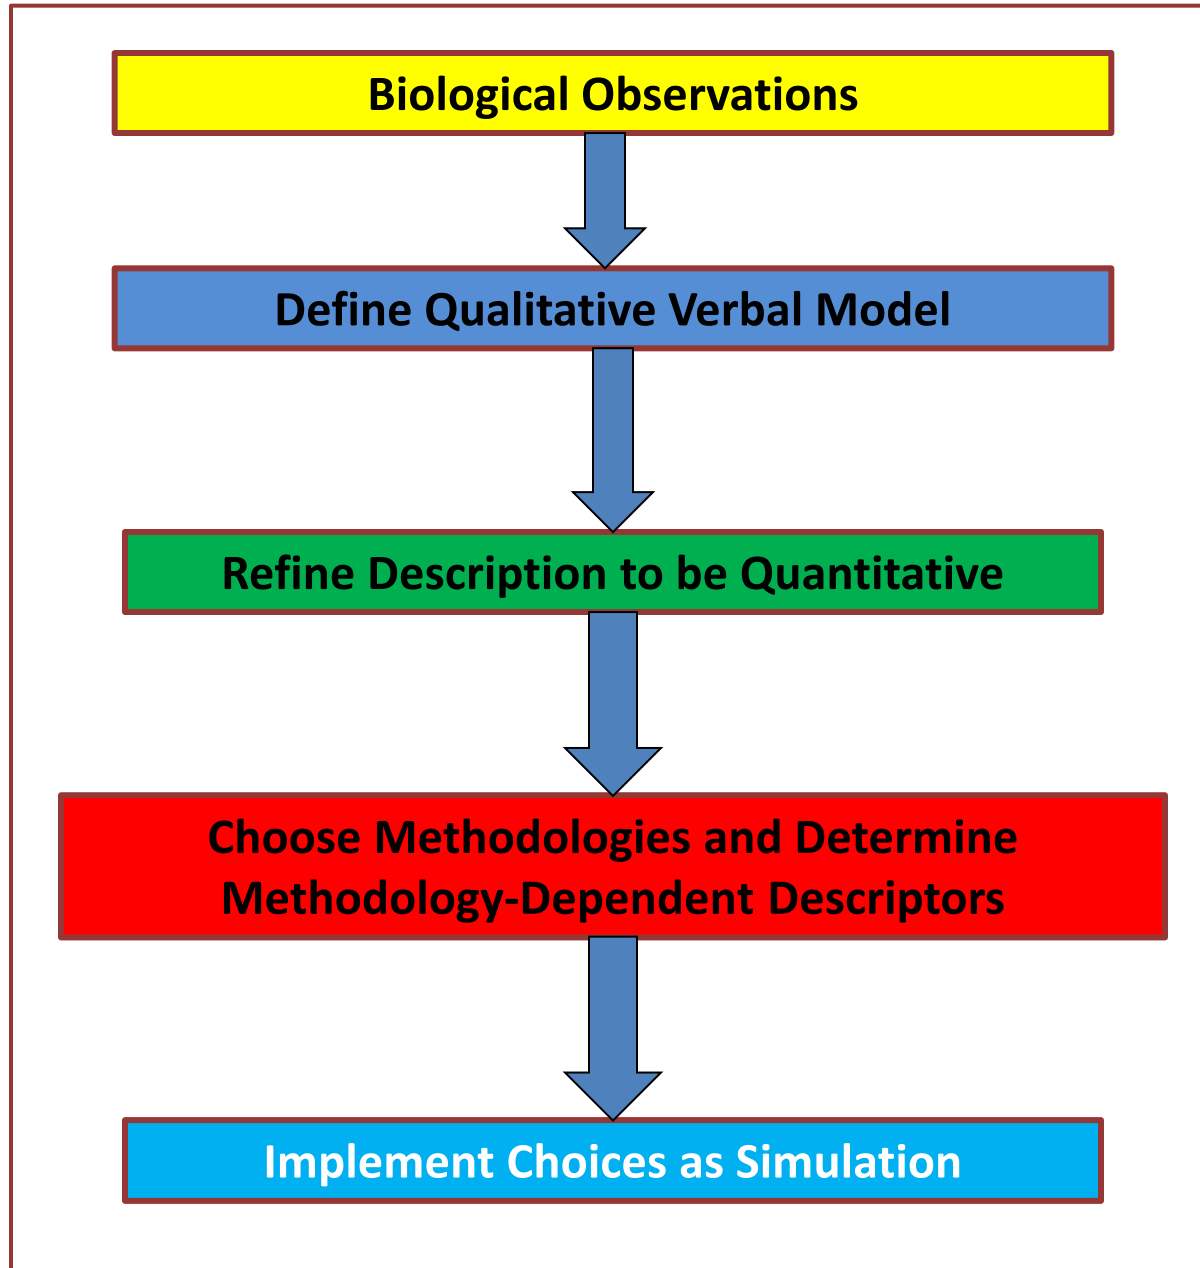 Biological Observations
Define Qualitative Verbal Model
Refine Description to be Quantitative
Choose Methodologies and Determine
Methodology-Dependent Descriptors
Implement Choices as Simulation